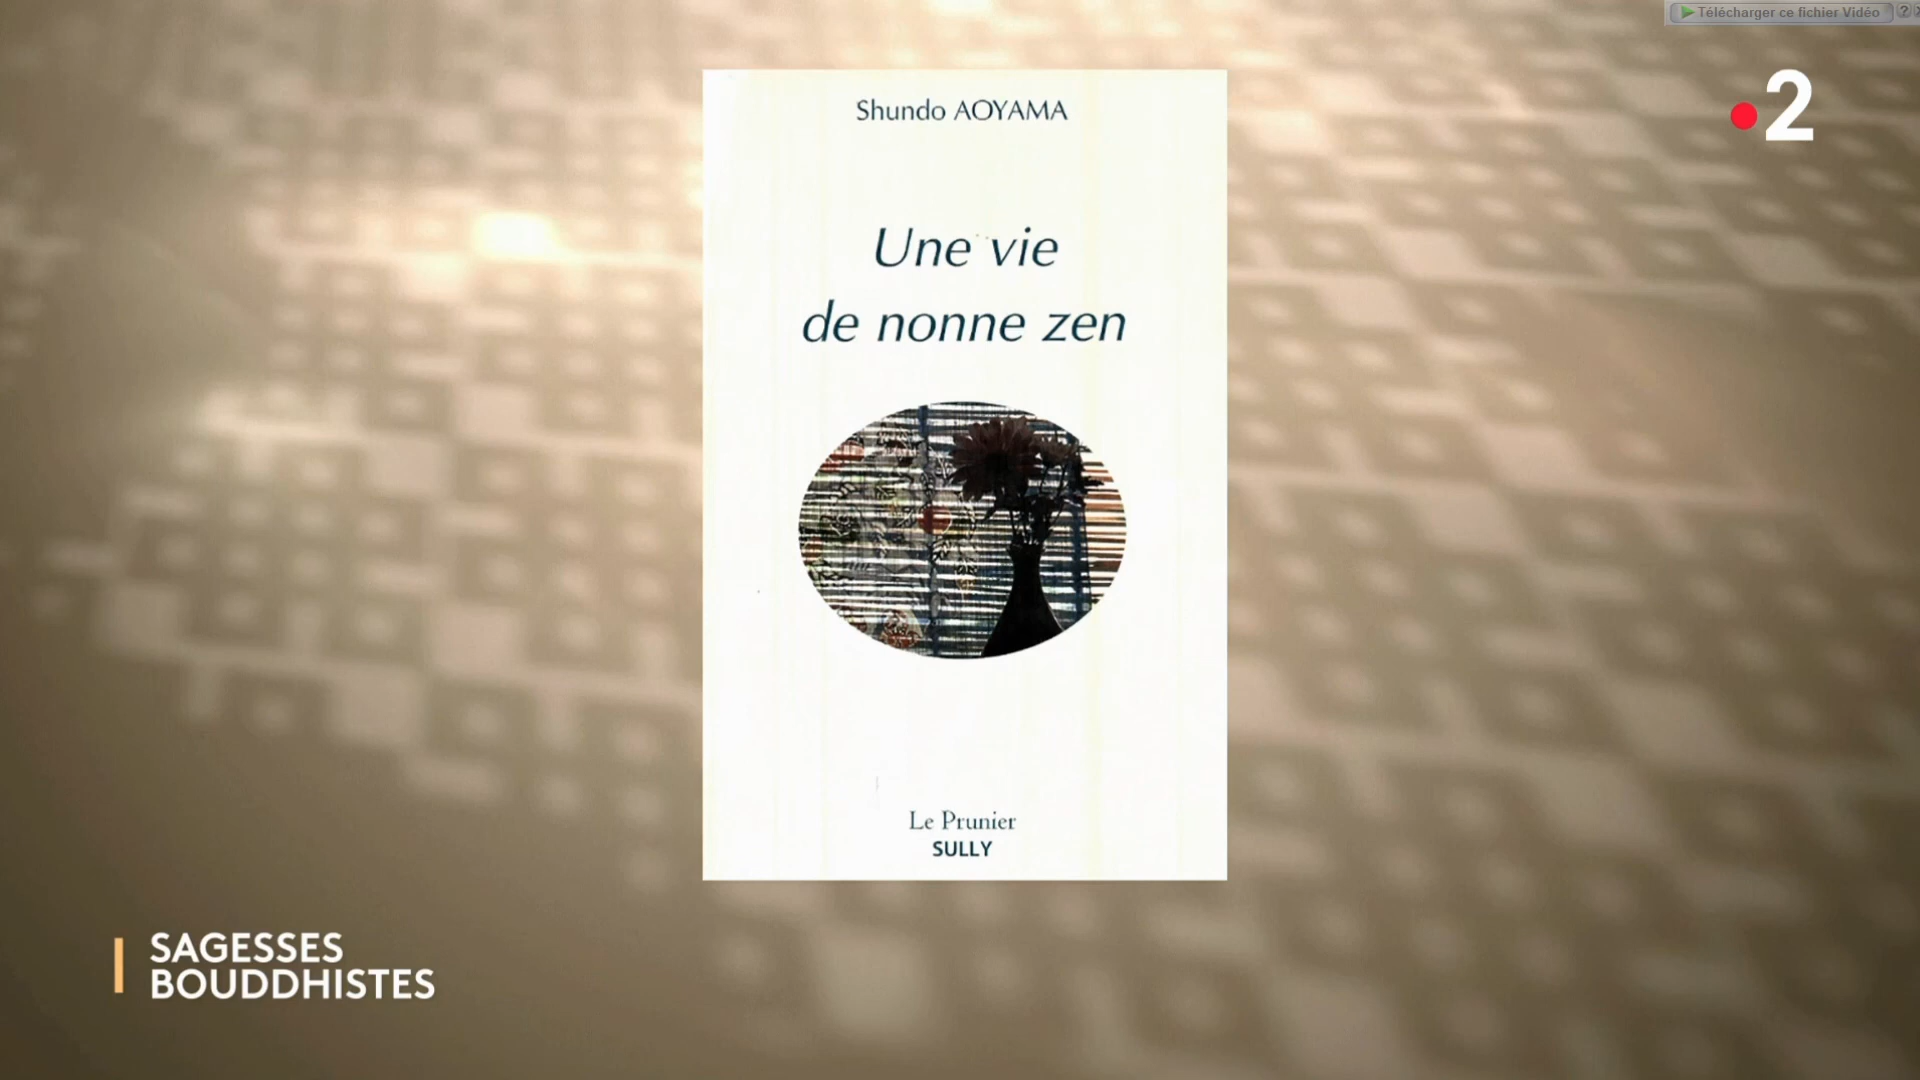 Télécharger ce fichier Vidéo ?
2
Shundo AOYAMA
Une vie
de nonne zen
Le Prunier
SULLY
SAGESSES
BOUDDHISTES